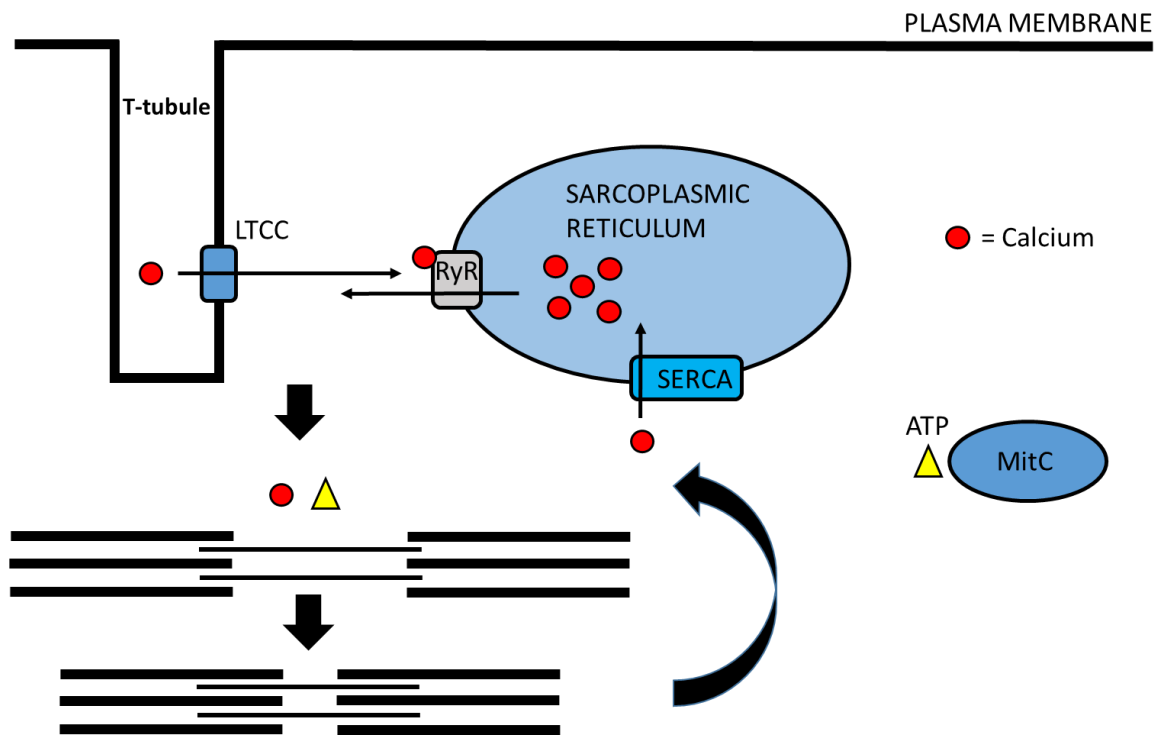 PLASMA MEMBRANE
T-tubule
LTCC
SARCOPLASMIC
RETICULUM
= Calcium
RyR
SERCA
ATP
MitC